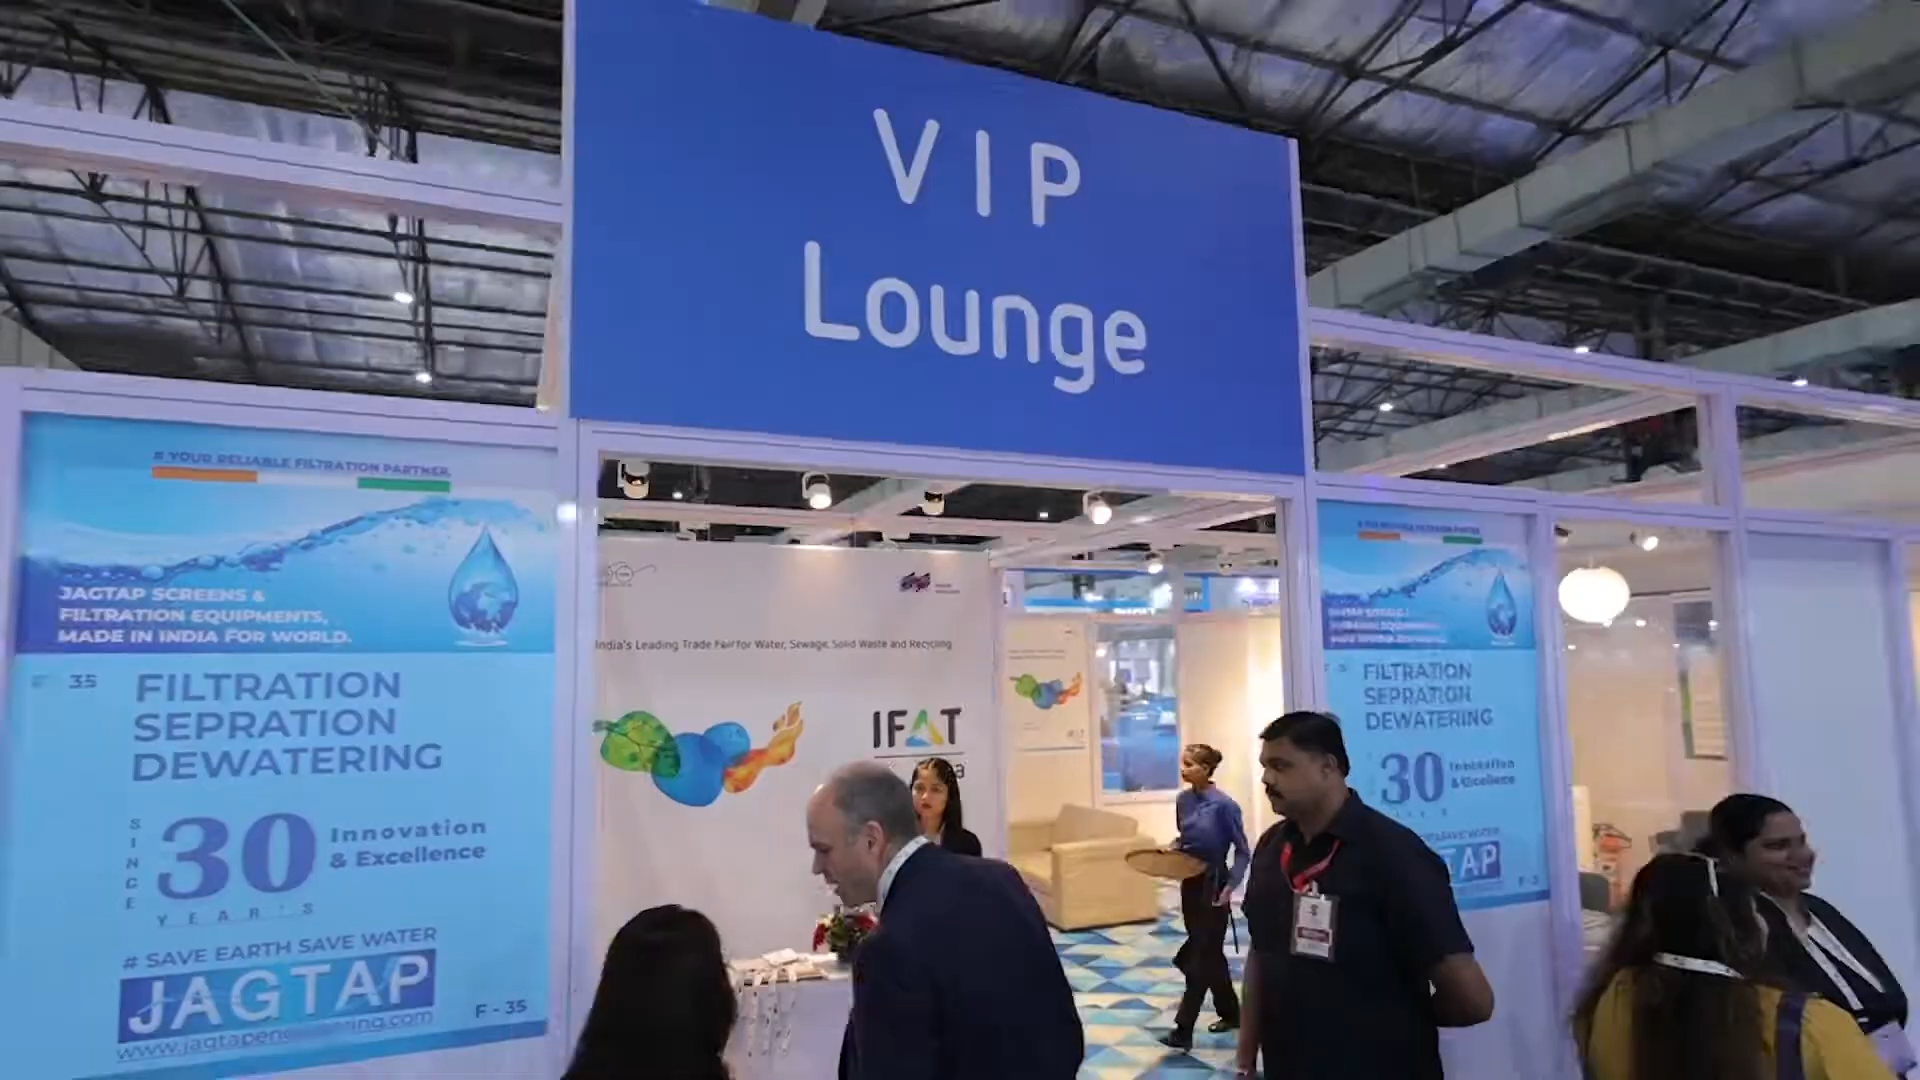 VIP
Lounge
# YOUR RELIABLE FILTRATION PARTNER.
JAGTAP SCREENS &
FILTRATION EQUIPMENTS,
MADE IN INDIA FOR WORLD.
35
FILTRATION
SEPRATION
DEWATERING
SINCE
30
YEAR'S
Innovation
& Excellence
# SAVE EARTH SAVE WATER
JAGTAP
F - 35
India's Leading Trade Fair for Water, Sewage, Solid Waste and Recycling
IFAT
FILTRATION
SEPRATION
DEWATERING
30
Innovation
& Excellence